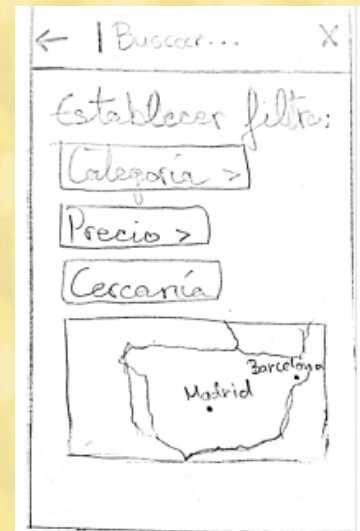 ← | Buscar... X
Establecer filtro:
Categoría >
Precio >
Cercanía
Barcelona
Madrid